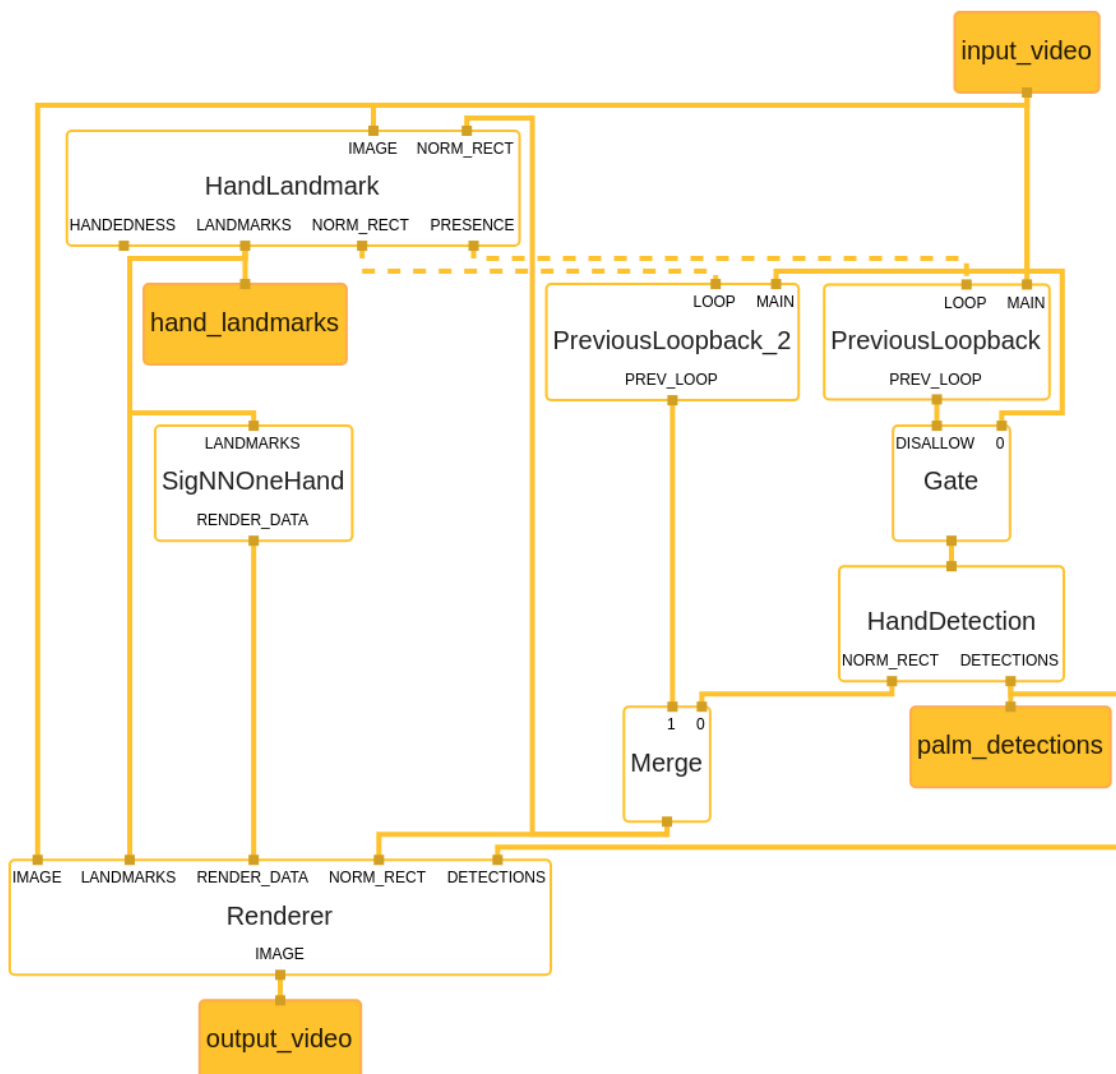 input_video
IMAGE NORM_RECT
HandLandmark
HANDEDNESS LANDMARKS NORM_RECT PRESENCE
hand_landmarks
LOOP MAIN
PreviousLoopback_2
PREV_LOOP
LOOP MAIN
PreviousLoopback
PREV_LOOP
LANDMARKS
SigNNOneHand
RENDER_DATA
DISALLOW 0
Gate
HandDetection
NORM_RECT DETECTIONS
1 0
Merge
palm_detections
IMAGE LANDMARKS RENDER_DATA NORM_RECT DETECTIONS
Renderer
IMAGE
output_video